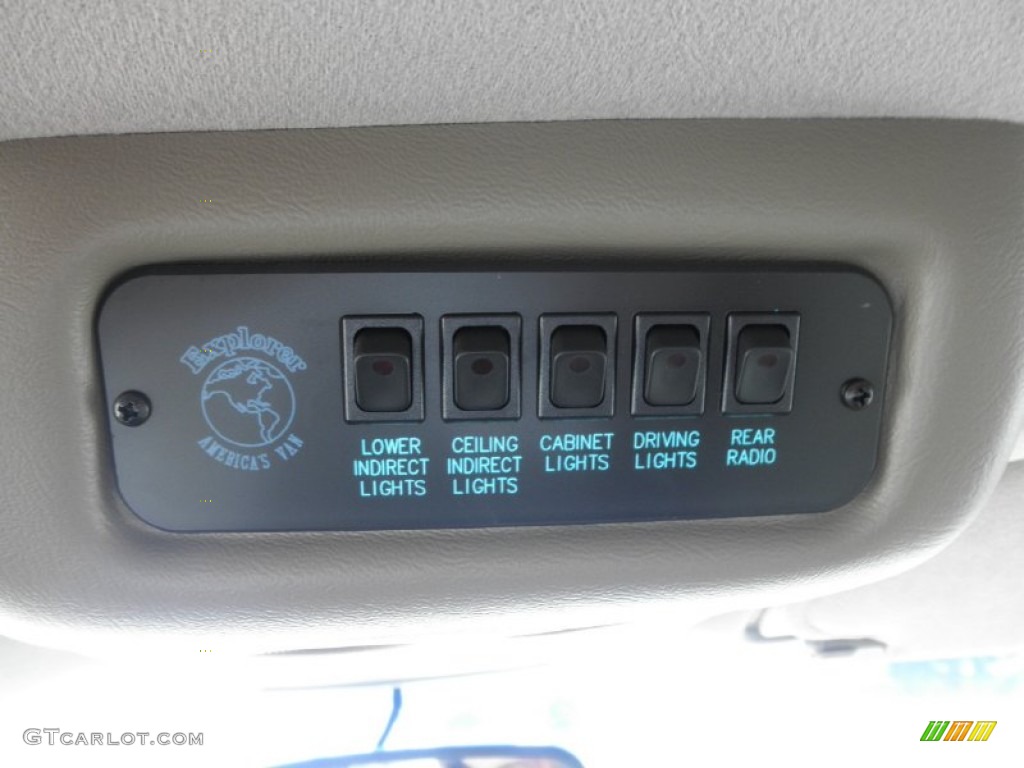 Explorer
AMERICA'S VAN
LOWER
INDIRECT
LIGHTS
CEILING
INDIRECT
LIGHTS
CABINET
LIGHTS
DRIVING
LIGHTS
REAR
RADIO
GTCARLOT.COM